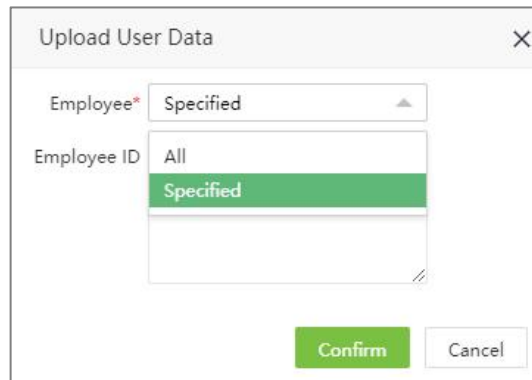 Upload User Data
Employee* Specified
Employee ID All
Specified
Confirm Cancel